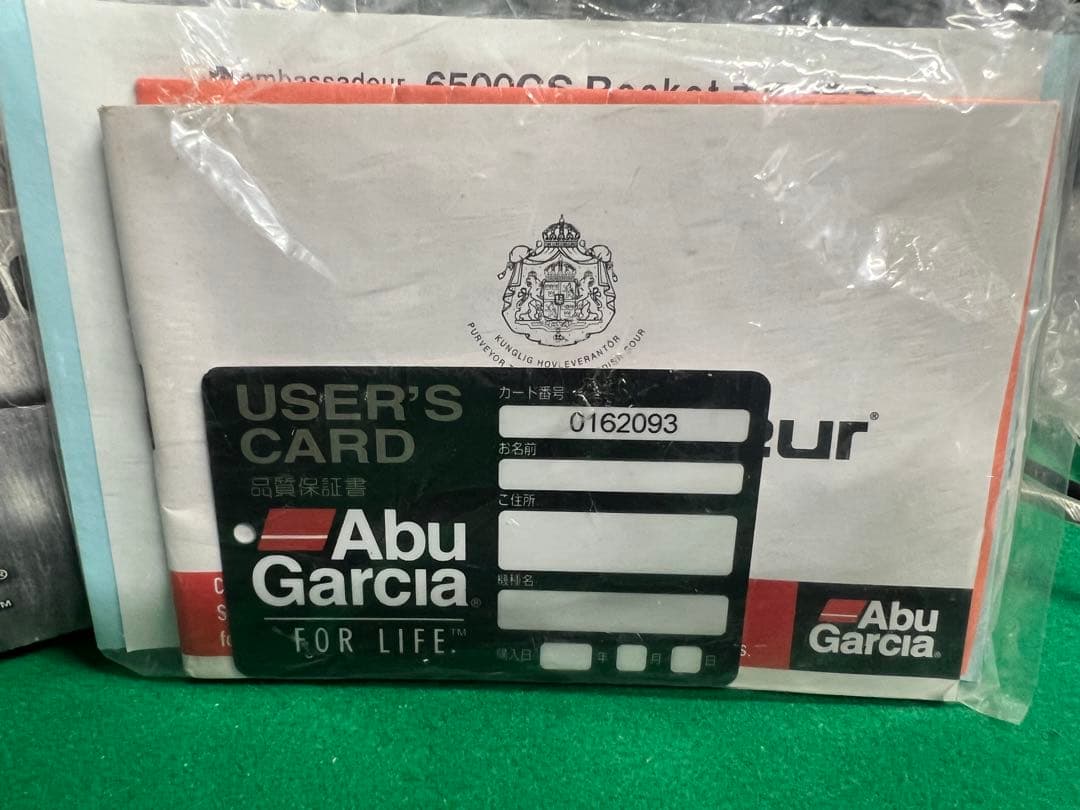 ambassadeur 6500CS Rocket
KUNGLIG HOVLEVERANTÖR
PURVEYOR
USER'S
CARD
品質保証書
Abu
Garcia®
FOR LIFE.™
カード番号
0162093
お名前
ご住所
機種名
購入日 年 月 日
eur®
s.
Abu
Garcia®
®
TM